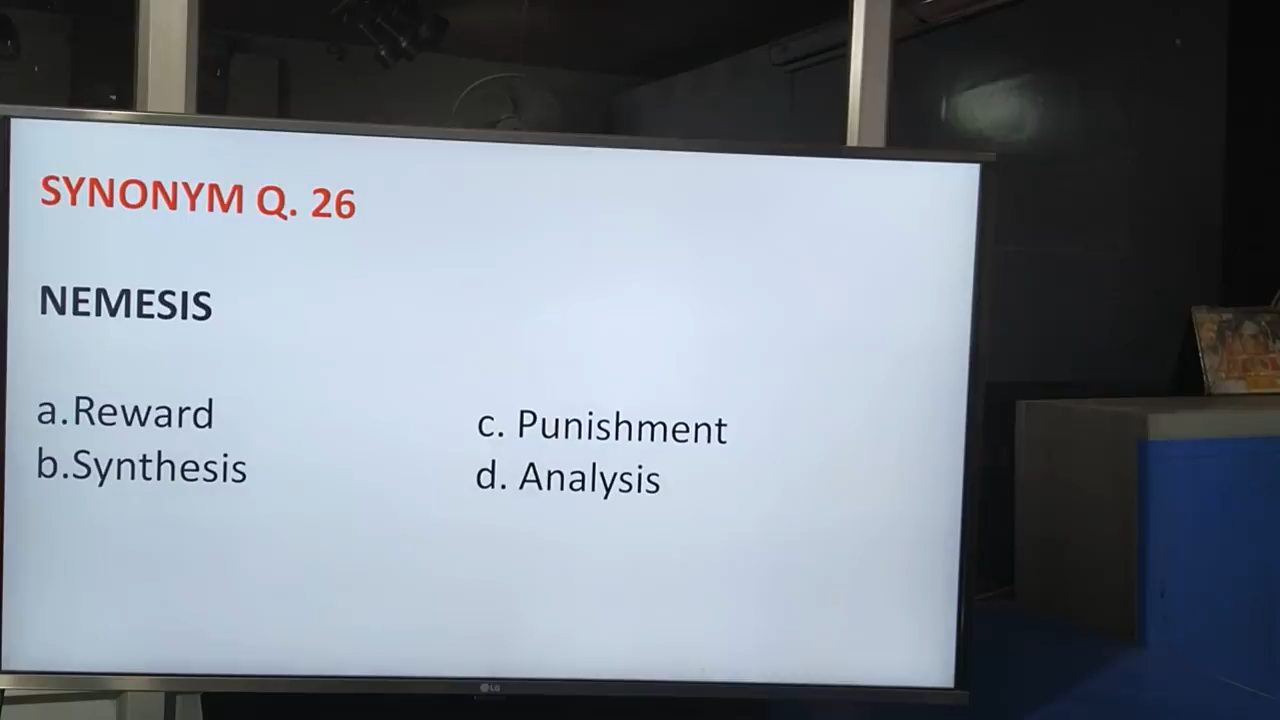 SYNONYM Q. 26
NEMESIS
a.Reward
b.Synthesis
c. Punishment
d. Analysis
LG